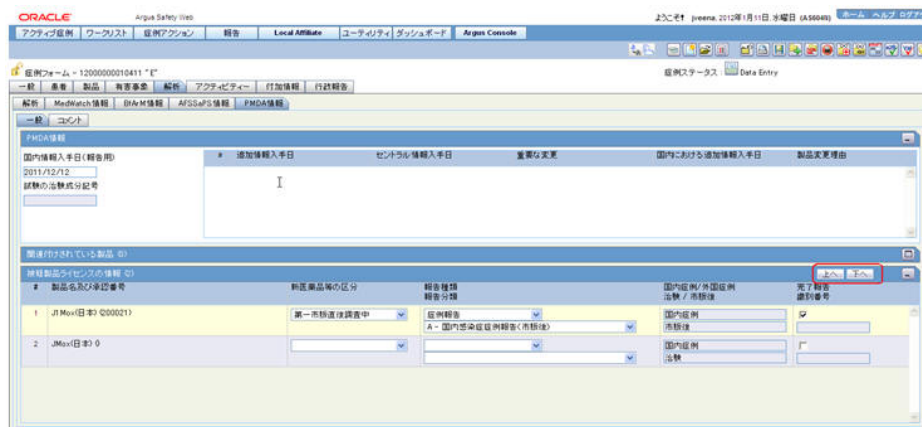 ORACLE Argus Safety Web ようこそ! jveena, 2012年1月11日, 水曜日 (AS6048) ホーム ヘルプ ログア
アクティブ症例 ワークリスト 症例アクション 報告 Local Affiliate ユーティリティ ダッシュボード Argus Console
症例フォーム - 12000000010411 "E" 症例ステータス: Data Entry
一般 患者 製品 有害事象 解析 アクティビティー 付加情報 行政報告
解析 MedWatch情報 BfArM情報 AFSSaPS情報 PMDA情報
一般 コメント
PMDA情報
国内情報入手日(報告用) # 追加情報入手日 セントラル情報入手日 重要な変更 国内における追加情報入手日 製品変更理由
2011/12/12
試験の治験成分記号
関連付けされている製品 (0)
被疑製品ライセンスの情報 (2) 上へ 下へ
# 製品名及び承認番号 新医薬品等の区分 報告種類 国内症例/外国症例 完了報告
報告分類 治験 / 市販後 識別番号
1 J1Mox(日本) (200021) 第一市販直後調査中 症例報告 国内症例
A - 国内感染症症例報告(市販後) 市販後
2 JMox(日本) 0 国内症例
治験